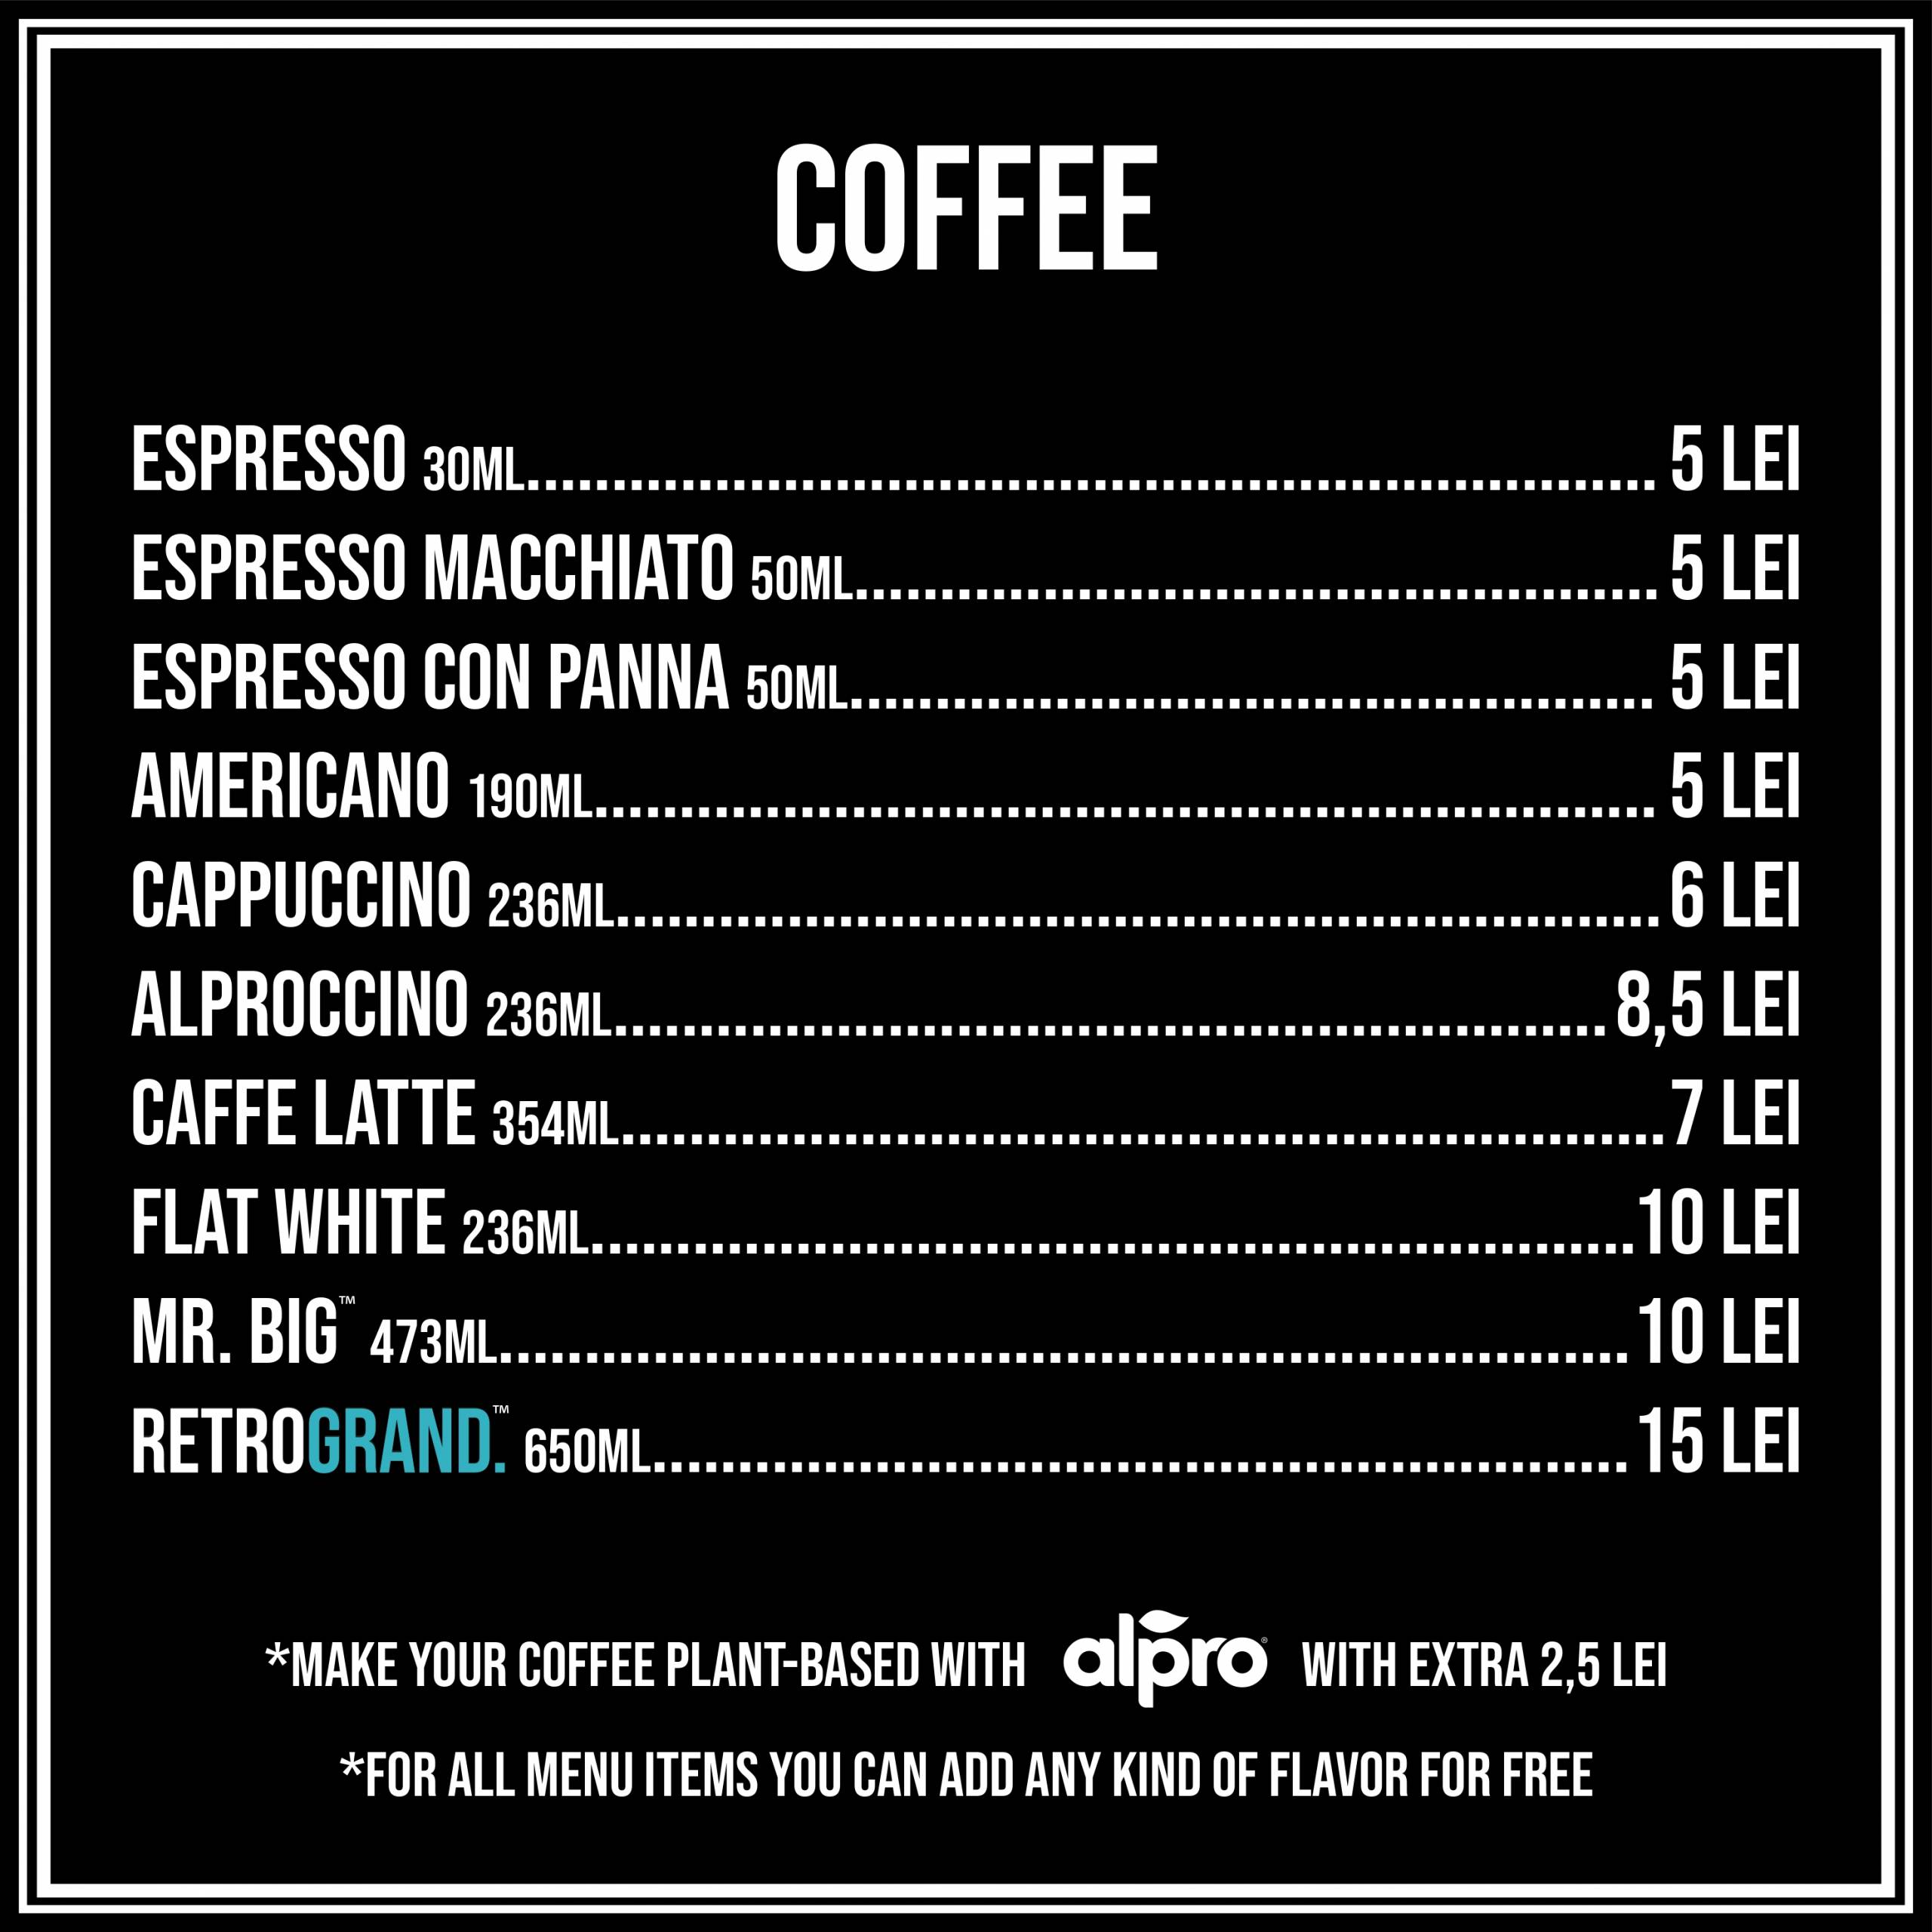 COFFEE
ESPRESSO 30ML.................................................................. 5 LEI
ESPRESSO MACCHIATO 50ML............................................... 5 LEI
ESPRESSO CON PANNA 50ML............................................... 5 LEI
AMERICANO 190ML.............................................................. 5 LEI
CAPPUCCINO 236ML............................................................. 6 LEI
ALPROCCINO 236ML.......................................................... 8,5 LEI
CAFFE LATTE 354ML............................................................. 7 LEI
FLAT WHITE 236ML............................................................. 10 LEI
MR. BIG™ 473ML.................................................................. 10 LEI
RETROGRAND.™ 650ML......................................................... 15 LEI
*MAKE YOUR COFFEE PLANT-BASED WITH alpro® WITH EXTRA 2,5 LEI
*FOR ALL MENU ITEMS YOU CAN ADD ANY KIND OF FLAVOR FOR FREE